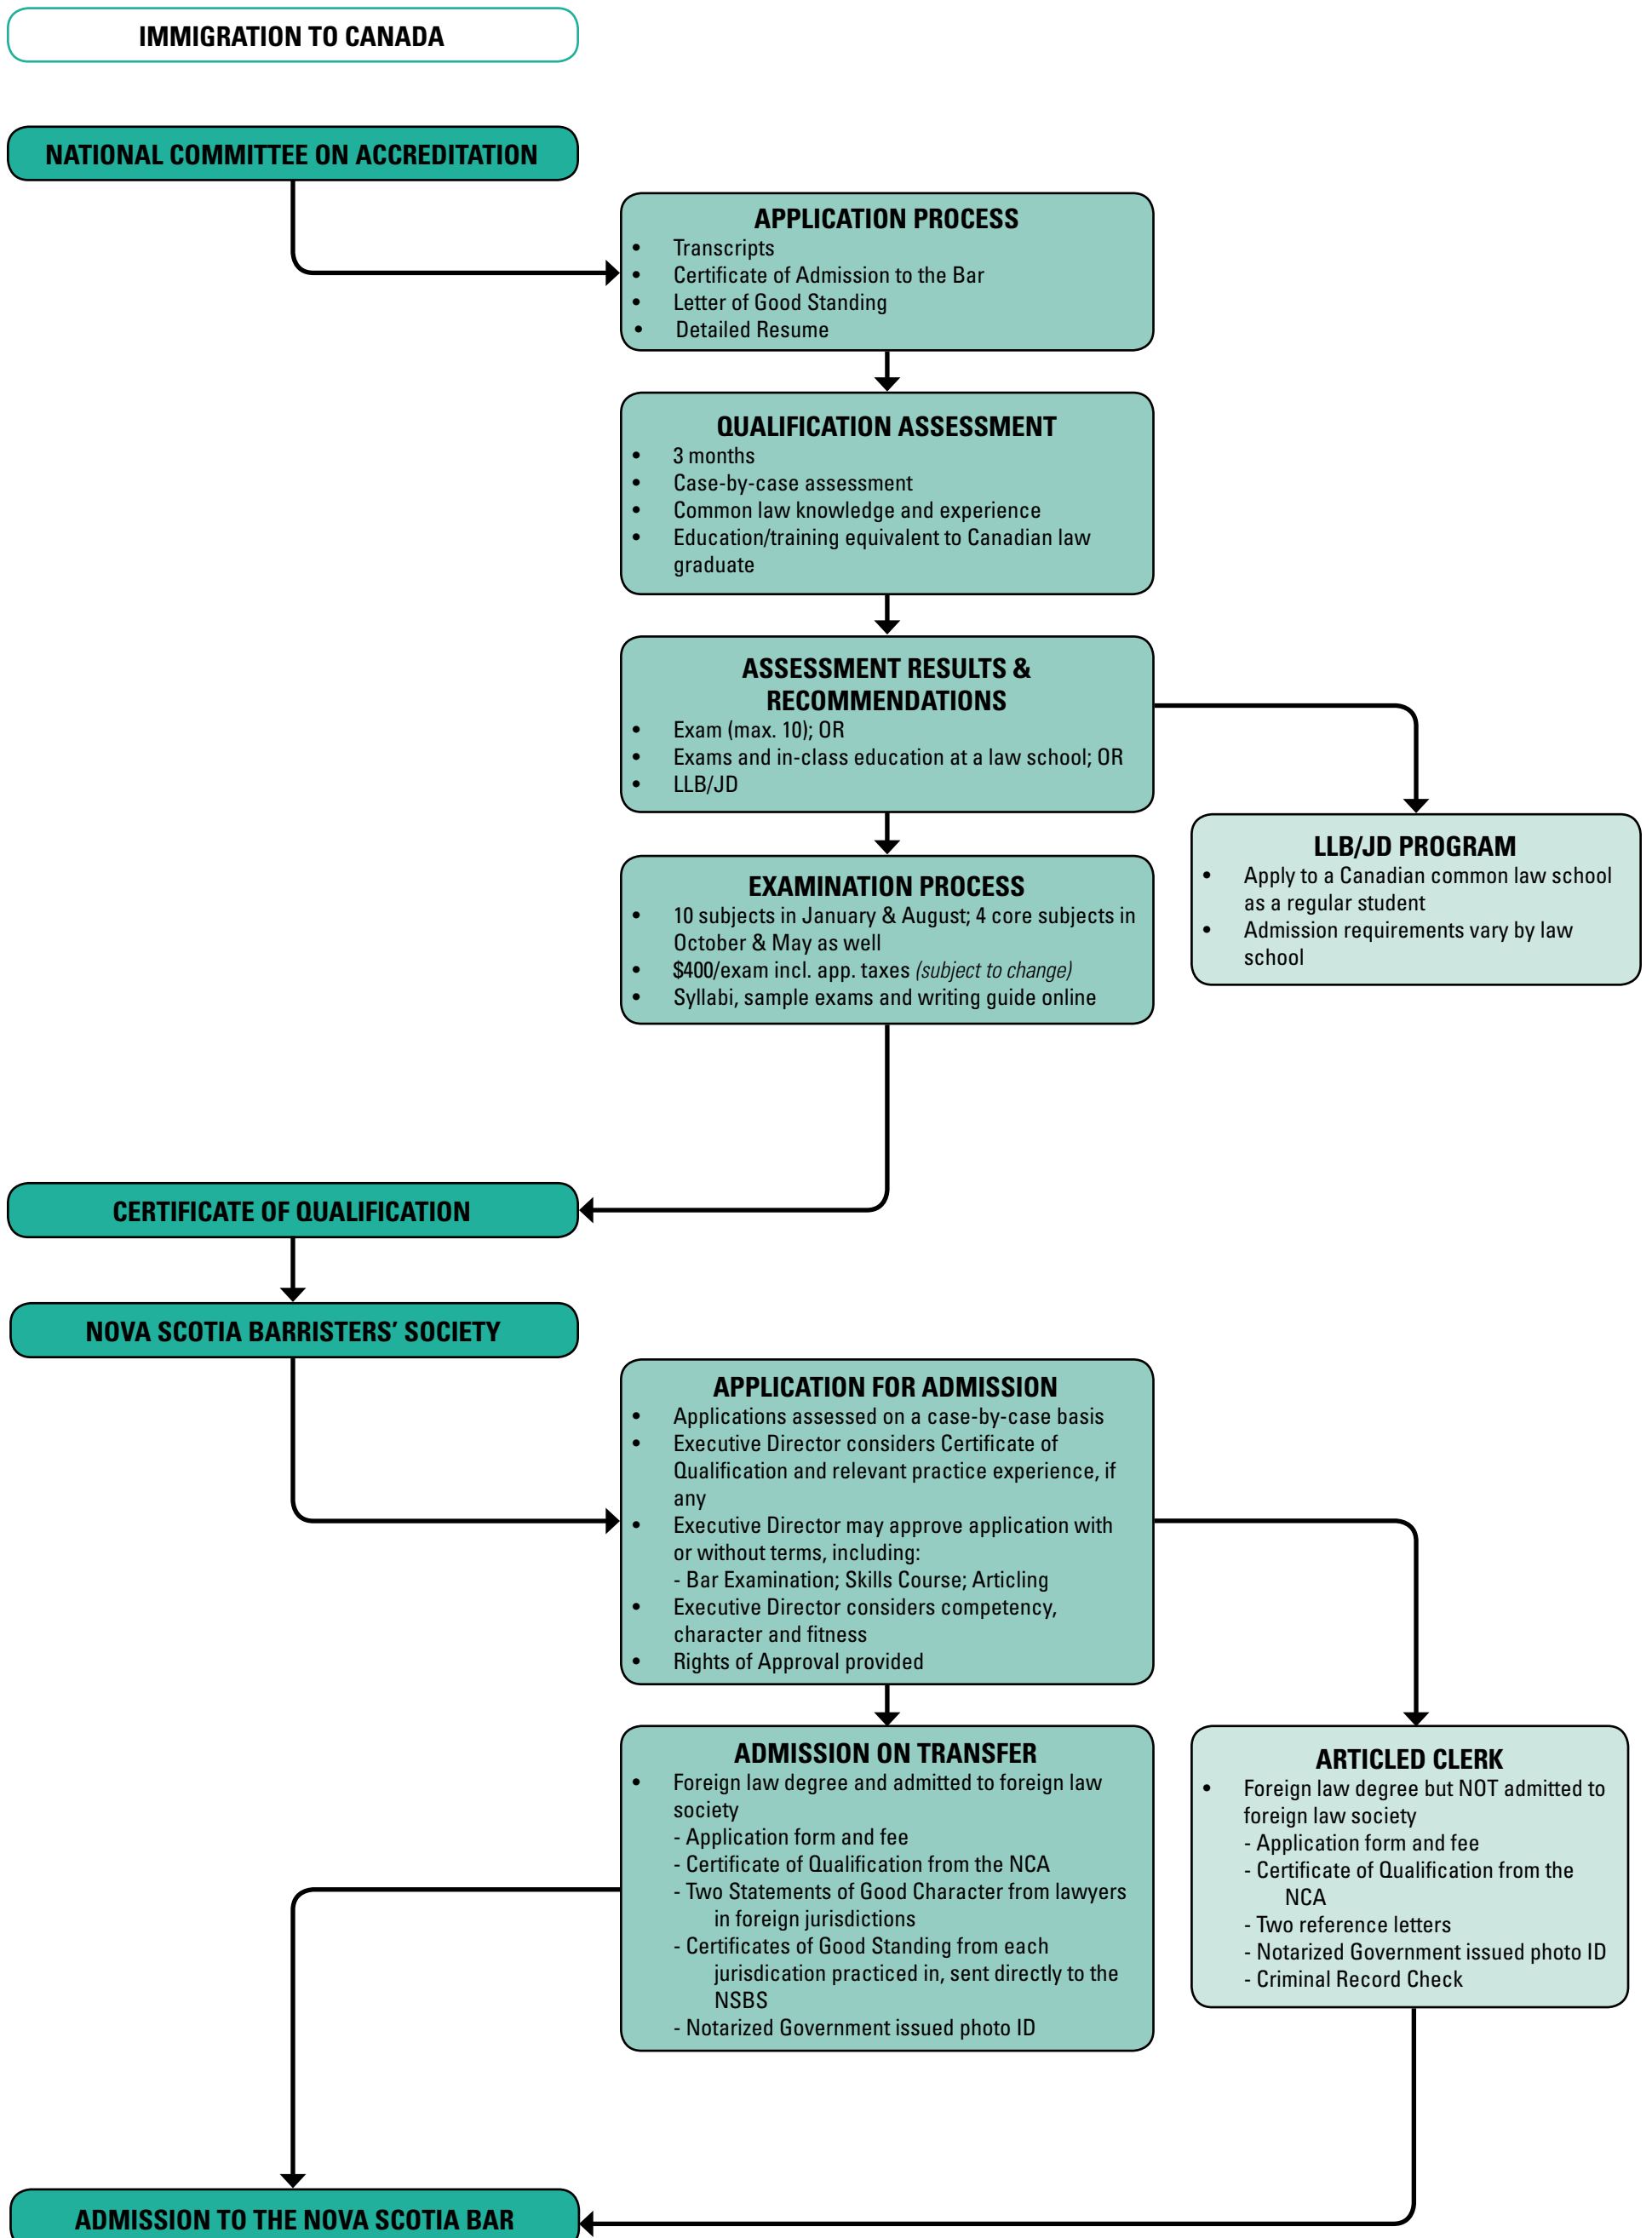 IMMIGRATION TO CANADA
NATIONAL COMMITTEE ON ACCREDITATION
APPLICATION PROCESS
• Transcripts
• Certificate of Admission to the Bar
• Letter of Good Standing
• Detailed Resume
QUALIFICATION ASSESSMENT
• 3 months
• Case-by-case assessment
• Common law knowledge and experience
• Education/training equivalent to Canadian law
graduate
ASSESSMENT RESULTS &
RECOMMENDATIONS
• Exam (max. 10); OR
• Exams and in-class education at a law school; OR
• LLB/JD
LLB/JD PROGRAM
• Apply to a Canadian common law school
as a regular student
• Admission requirements vary by law
school
EXAMINATION PROCESS
• 10 subjects in January & August; 4 core subjects in
October & May as well
• $400/exam incl. app. taxes (subject to change)
• Syllabi, sample exams and writing guide online
CERTIFICATE OF QUALIFICATION
NOVA SCOTIA BARRISTERS’ SOCIETY
APPLICATION FOR ADMISSION
• Applications assessed on a case-by-case basis
• Executive Director considers Certificate of
Qualification and relevant practice experience, if
any
• Executive Director may approve application with
or without terms, including:
- Bar Examination; Skills Course; Articling
• Executive Director considers competency,
character and fitness
• Rights of Approval provided
ADMISSION ON TRANSFER
• Foreign law degree and admitted to foreign law
society
- Application form and fee
- Certificate of Qualification from the NCA
- Two Statements of Good Character from lawyers
in foreign jurisdictions
- Certificates of Good Standing from each
jurisdication practiced in, sent directly to the
NSBS
- Notarized Government issued photo ID
ARTICLED CLERK
• Foreign law degree but NOT admitted to
foreign law society
- Application form and fee
- Certificate of Qualification from the
NCA
- Two reference letters
- Notarized Government issued photo ID
- Criminal Record Check
ADMISSION TO THE NOVA SCOTIA BAR